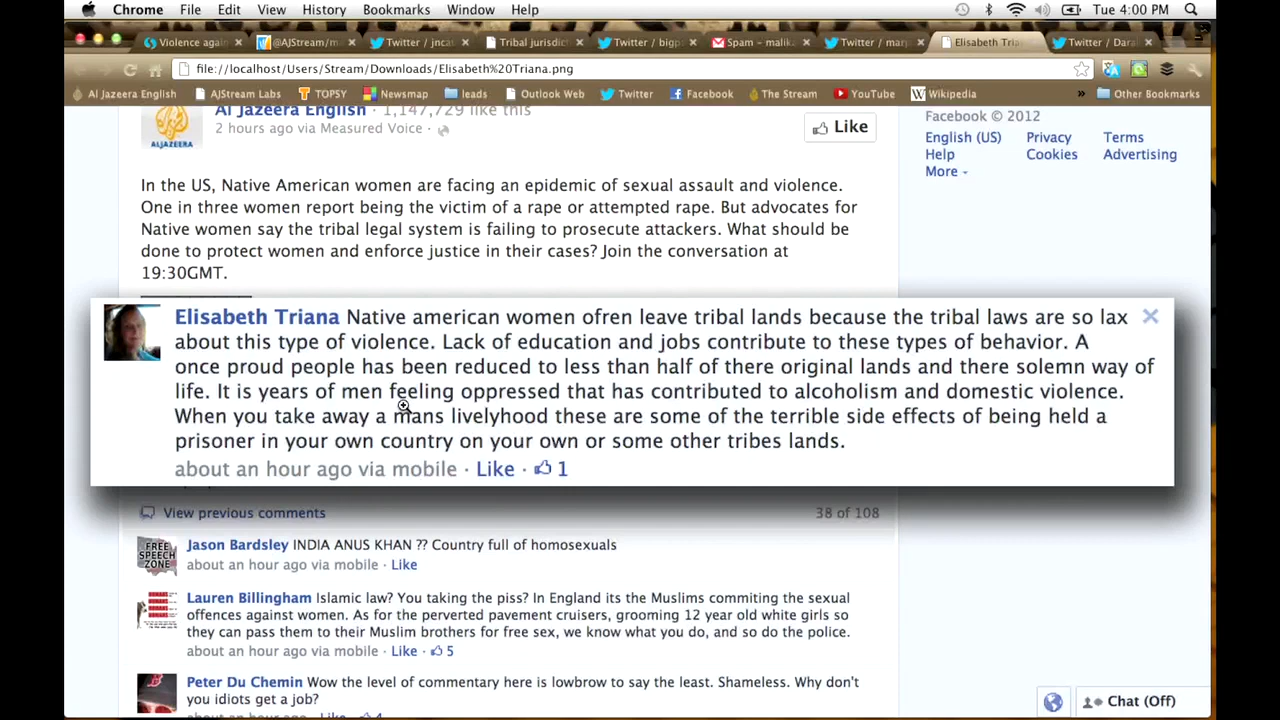 Chrome File Edit View History Bookmarks Window Help Tue 4:00 PM
Violence again @AJStream/m Twitter / jncat Tribal jurisdict Twitter / bigp Spam – malika Twitter / marp Elisabeth Tria Twitter / Dara
file://localhost/Users/Stream/Downloads/Elisabeth%20Triana.png
Al Jazeera English AJStream Labs TOPSY Newsmap leads Outlook Web Twitter Facebook The Stream YouTube Wikipedia » Other Bookmarks
Al Jazeera English · 1,147,729 like this
2 hours ago via Measured Voice ·
ALJAZEERA
Like
Facebook © 2012
English (US) Privacy Terms
Help Cookies Advertising
More
In the US, Native American women are facing an epidemic of sexual assault and violence.
One in three women report being the victim of a rape or attempted rape. But advocates for
Native women say the tribal legal system is failing to prosecute attackers. What should be
done to protect women and enforce justice in their cases? Join the conversation at
19:30GMT.
Elisabeth Triana Native american women ofren leave tribal lands because the tribal laws are so lax
about this type of violence. Lack of education and jobs contribute to these types of behavior. A
once proud people has been reduced to less than half of there original lands and there solemn way of
life. It is years of men feeling oppressed that has contributed to alcoholism and domestic violence.
When you take away a mans livelyhood these are some of the terrible side effects of being held a
prisoner in your own country on your own or some other tribes lands.
about an hour ago via mobile · Like · 1
View previous comments 38 of 108
FREE
SPEECH
ZONE
Jason Bardsley INDIA ANUS KHAN ?? Country full of homosexuals
about an hour ago via mobile · Like
Lauren Billingham Islamic law? You taking the piss? In England its the Muslims commiting the sexual
offences against women. As for the perverted pavement cruisers, grooming 12 year old white girls so
they can pass them to their Muslim brothers for free sex, we know what you do, and so do the police.
about an hour ago via mobile · Like · 5
Peter Du Chemin Wow the level of commentary here is lowbrow to say the least. Shameless. Why don't
you idiots get a job?
about an hour ago Like 4
Chat (Off)